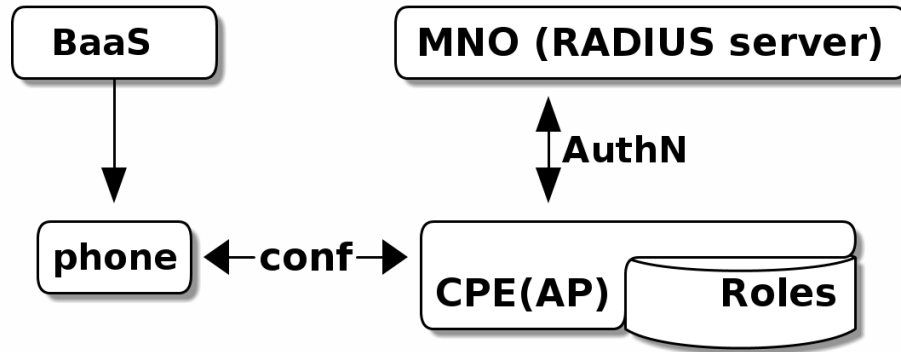 BaaS
MNO (RADIUS server)
AuthN
phone
conf
CPE(AP)
Roles